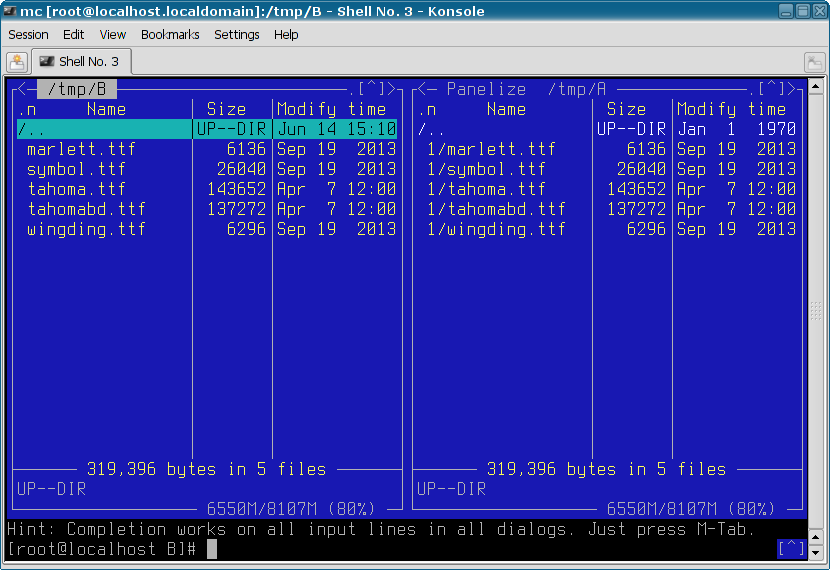 mc [root@localhost.localdomain]:/tmp/B - Shell No. 3 - Konsole
Session Edit View Bookmarks Settings Help
Shell No. 3
<─ /tmp/B ─.[^]>
.n Name Size Modify time
/.. UP--DIR Jun 14 15:10
marlett.ttf 6136 Sep 19 2013
symbol.ttf 26040 Sep 19 2013
tahoma.ttf 143652 Apr 7 12:00
tahomabd.ttf 137272 Apr 7 12:00
wingding.ttf 6296 Sep 19 2013
319,396 bytes in 5 files
UP--DIR
6550M/8107M (80%)
<─ Panelize /tmp/A ─.[^]>
.n Name Size Modify time
/.. UP--DIR Jan 1 1970
1/marlett.ttf 6136 Sep 19 2013
1/symbol.ttf 26040 Sep 19 2013
1/tahoma.ttf 143652 Apr 7 12:00
1/tahomabd.ttf 137272 Apr 7 12:00
1/wingding.ttf 6296 Sep 19 2013
319,396 bytes in 5 files
UP--DIR
6550M/8107M (80%)
Hint: Completion works on all input lines in all dialogs. Just press M-Tab.
[root@localhost B]# [^]